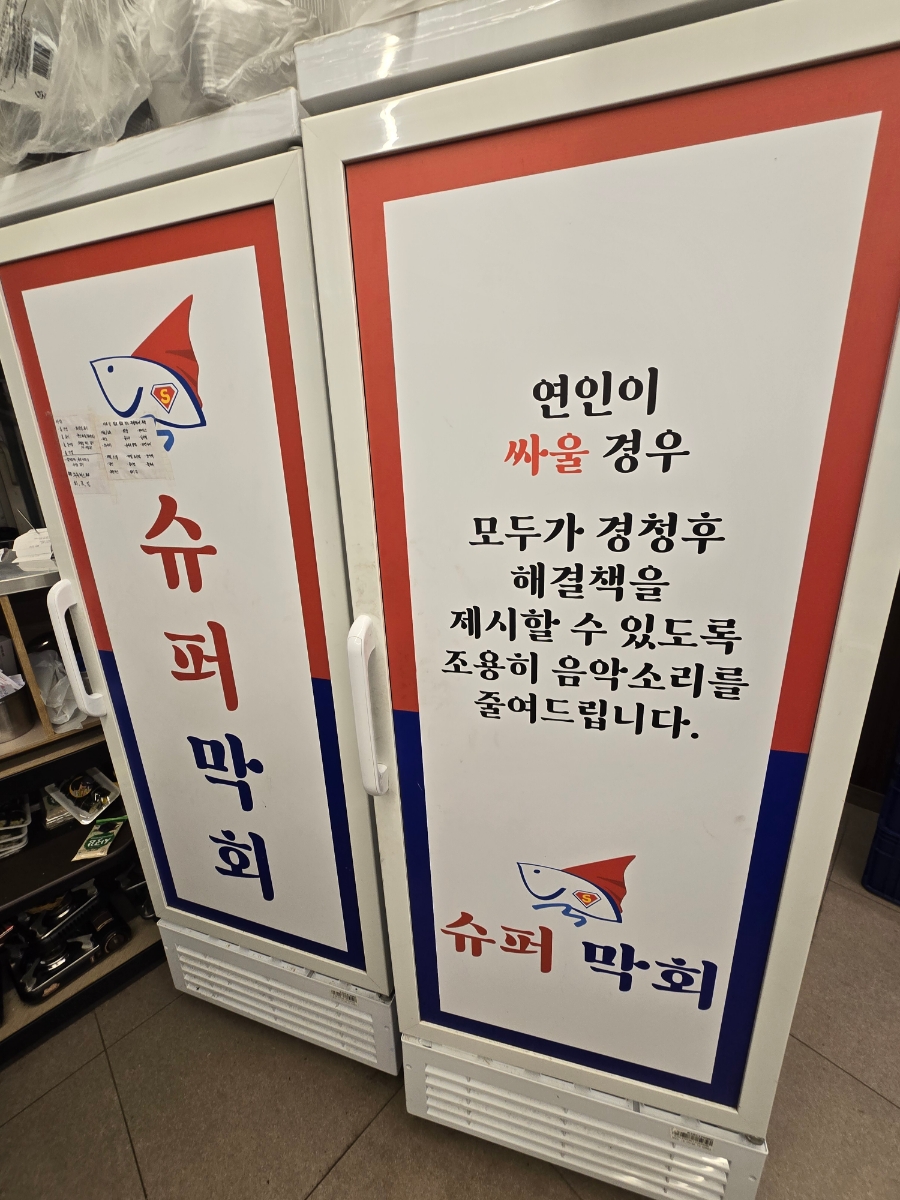 S
슈
퍼
막
회
연인이
싸울 경우
모두가 경청후
해결책을
제시할 수 있도록
조용히 음악소리를
줄여드립니다.
S
슈퍼 막회